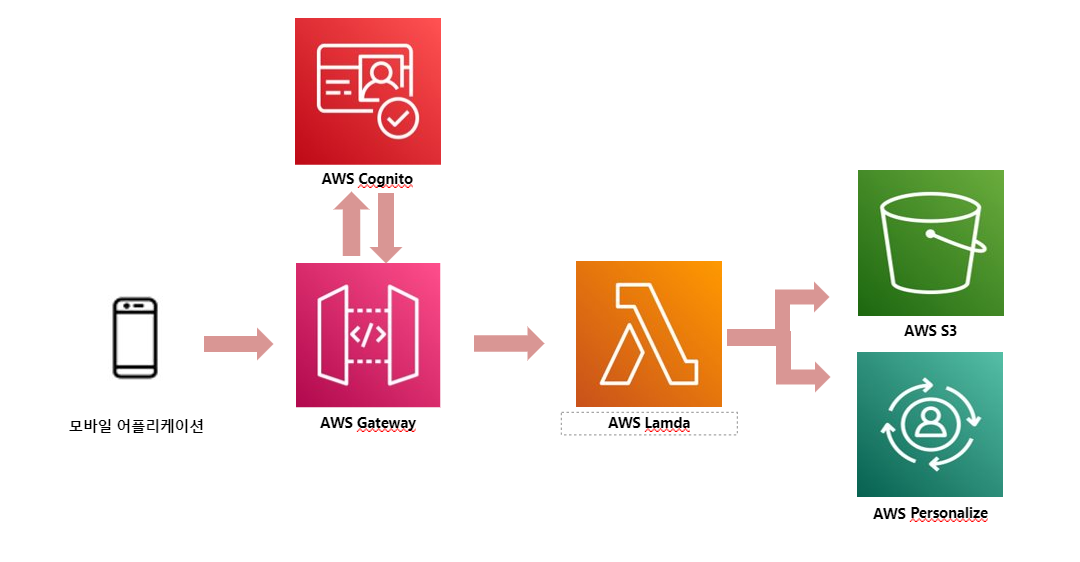 AWS Cognito
모바일 어플리케이션
</>
AWS Gateway
AWS Lamda
AWS S3
AWS Personalize